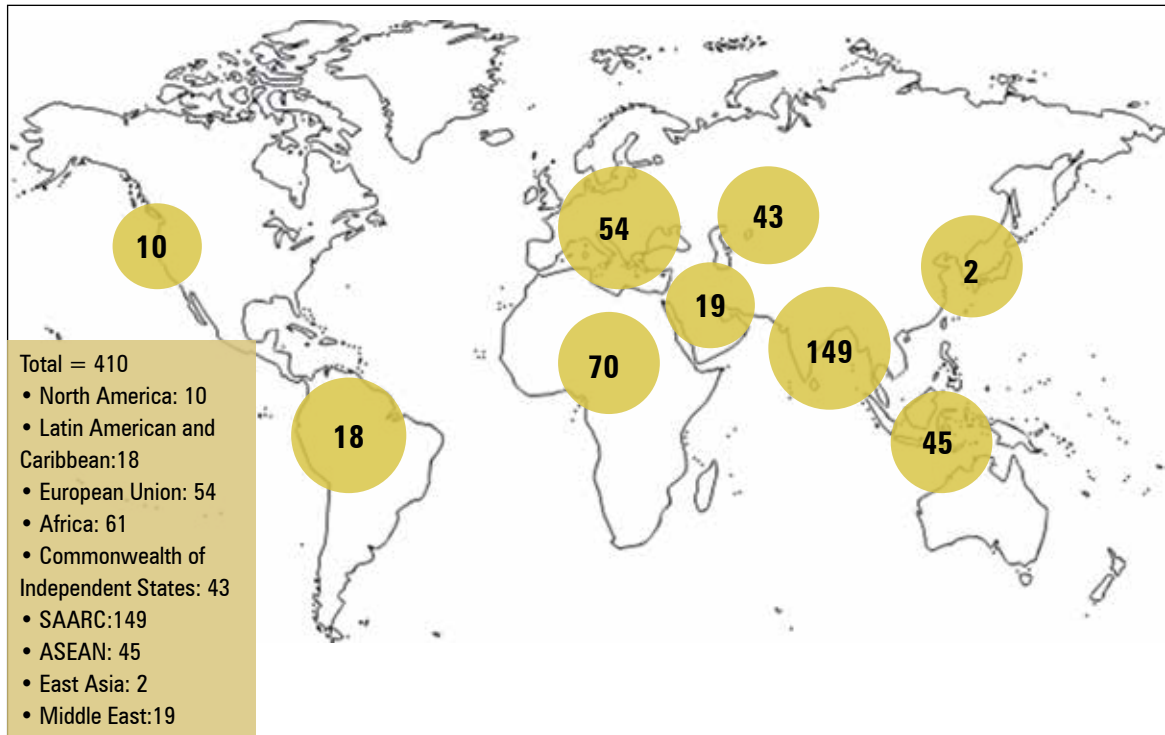 10
54
43
2
19
149
70
18
45
Total = 410
• North America: 10
• Latin American and
Caribbean:18
• European Union: 54
• Africa: 61
• Commonwealth of
Independent States: 43
• SAARC:149
• ASEAN: 45
• East Asia: 2
• Middle East:19